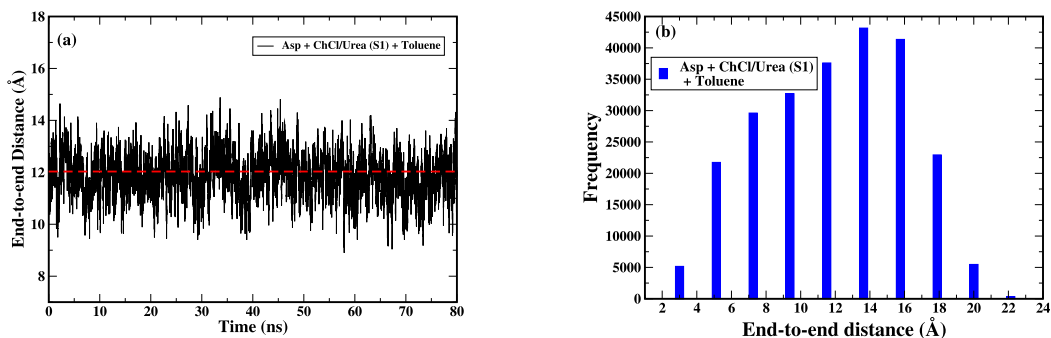 (a)
Asp + ChCl/Urea (S1) + Toluene
18
16
14
12
10
8
End-to-end Distance (Å)
0 10 20 30 40 50 60 70 80
Time (ns)
(b)
Asp + ChCl/Urea (S1)
+ Toluene
45000
40000
35000
30000
25000
20000
15000
10000
5000
0
Frequency
2 4 6 8 10 12 14 16 18 20 22 24
End-to-end distance (Å)